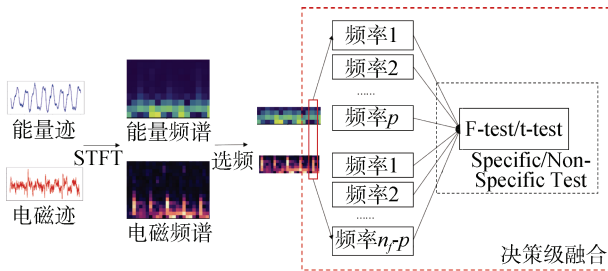 能量迹
电磁迹
STFT
能量频谱
电磁频谱
选频
频率1
频率2
……
频率p
频率1
频率2
……
频率nf-p
F-test/t-test
Specific/Non-
Specific Test
决策级融合